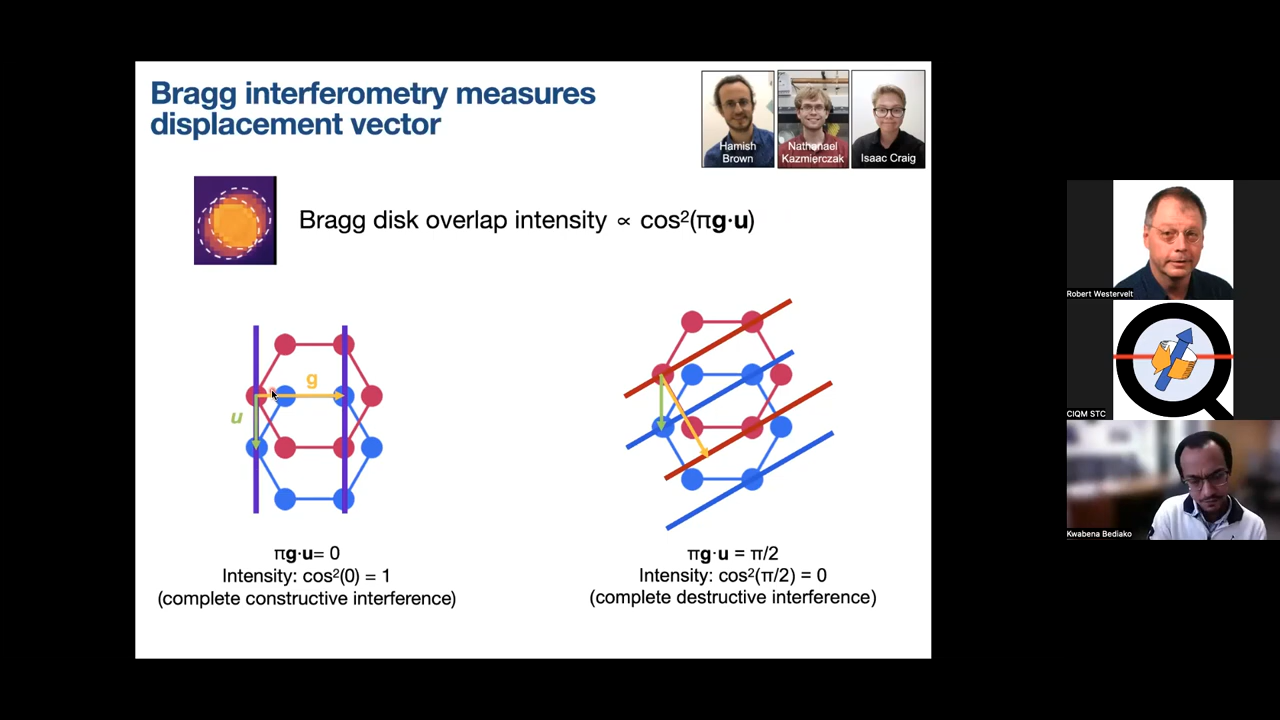 Bragg interferometry measures
displacement vector
Hamish
Brown
Nathanael
Kazmierczak
Isaac Craig
Bragg disk overlap intensity ∝ cos²(πg·u)
g
u
πg·u= 0
Intensity: cos²(0) = 1
(complete constructive interference)
πg·u = π/2
Intensity: cos²(π/2) = 0
(complete destructive interference)
Robert Westervelt
CIQM STC
Kwabena Bediako